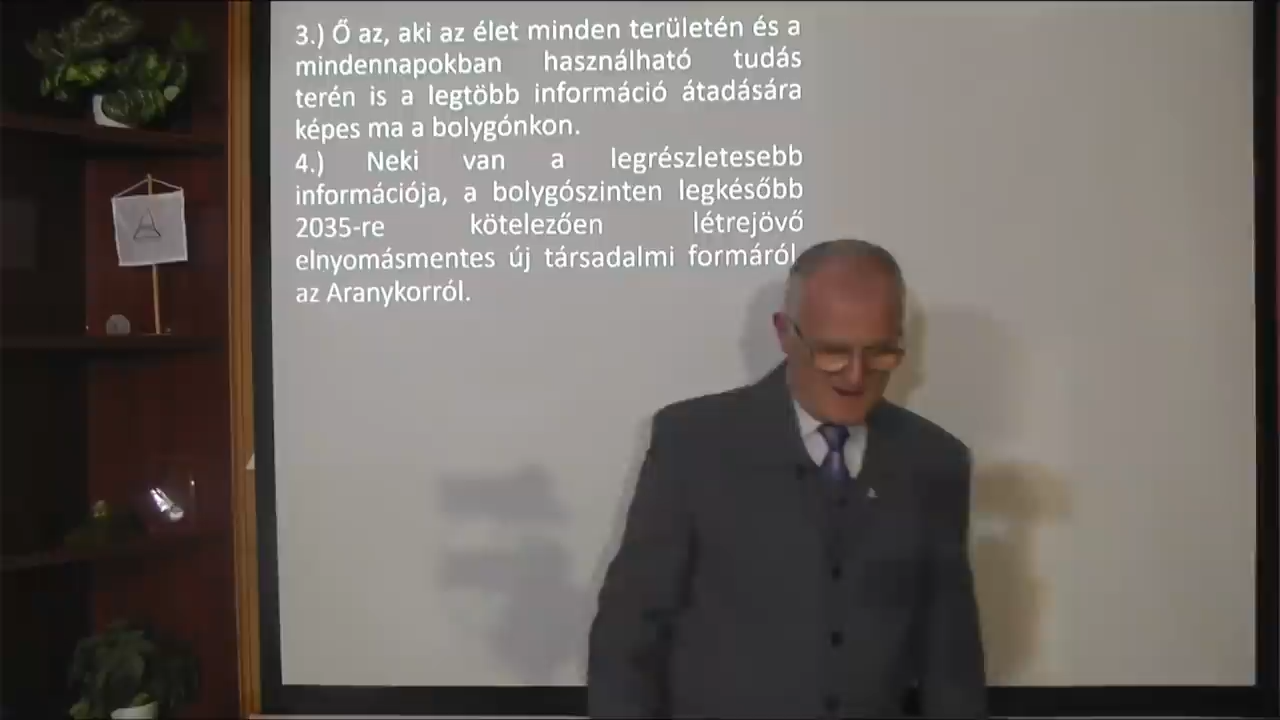 3.) Ő az, aki az élet minden területén és a
mindennapokban használható tudás
terén is a legtöbb információ átadására
képes ma a bolygónkon.
4.) Neki van a legrészletesebb
információja, a bolygószinten legkésőbb
2035-re kötelezően létrejövő
elnyomásmentes új társadalmi formáról,
az Aranykorról.